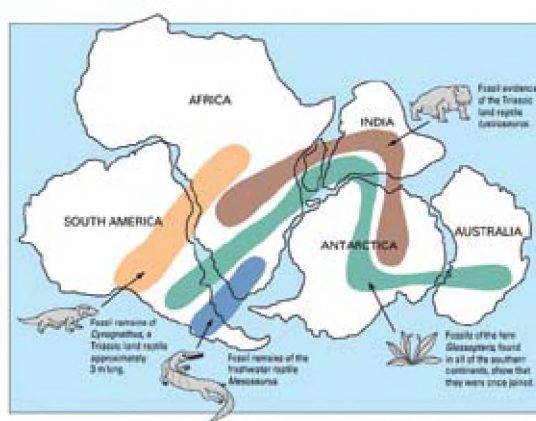 AFRICA
INDIA
SOUTH AMERICA
ANTARCTICA
AUSTRALIA
Fossil evidence
of the Triassic
land reptile
Lystrosaurus.
Fossil remains of
Cynognathus, a
Triassic land reptile
approximately
3 m long.
Fossil remains of the
freshwater reptile
Mesosaurus.
Fossils of the fern
Glossopteris, found
in all of the southern
continents, show that
they were once joined.